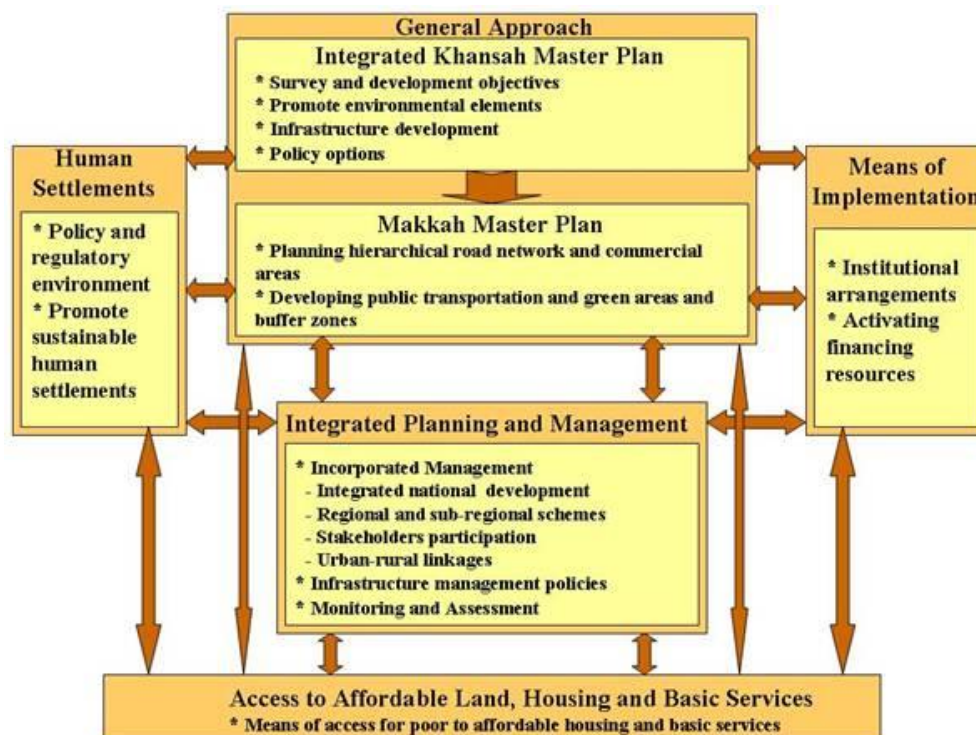 General Approach
Integrated Khansah Master Plan
* Survey and development objectives
* Promote environmental elements
* Infrastructure development
* Policy options
Human
Settlements
* Policy and
regulatory
environment
* Promote
sustainable
human
settlements
Makkah Master Plan
* Planning hierarchical road network and commercial
areas
* Developing public transportation and green areas and
buffer zones
Means of
Implementation
* Institutional
arrangements
* Activating
financing
resources
Integrated Planning and Management
* Incorporated Management
- Integrated national development
- Regional and sub-regional schemes
- Stakeholders participation
- Urban-rural linkages
* Infrastructure management policies
* Monitoring and Assessment
Access to Affordable Land, Housing and Basic Services
* Means of access for poor to affordable housing and basic services